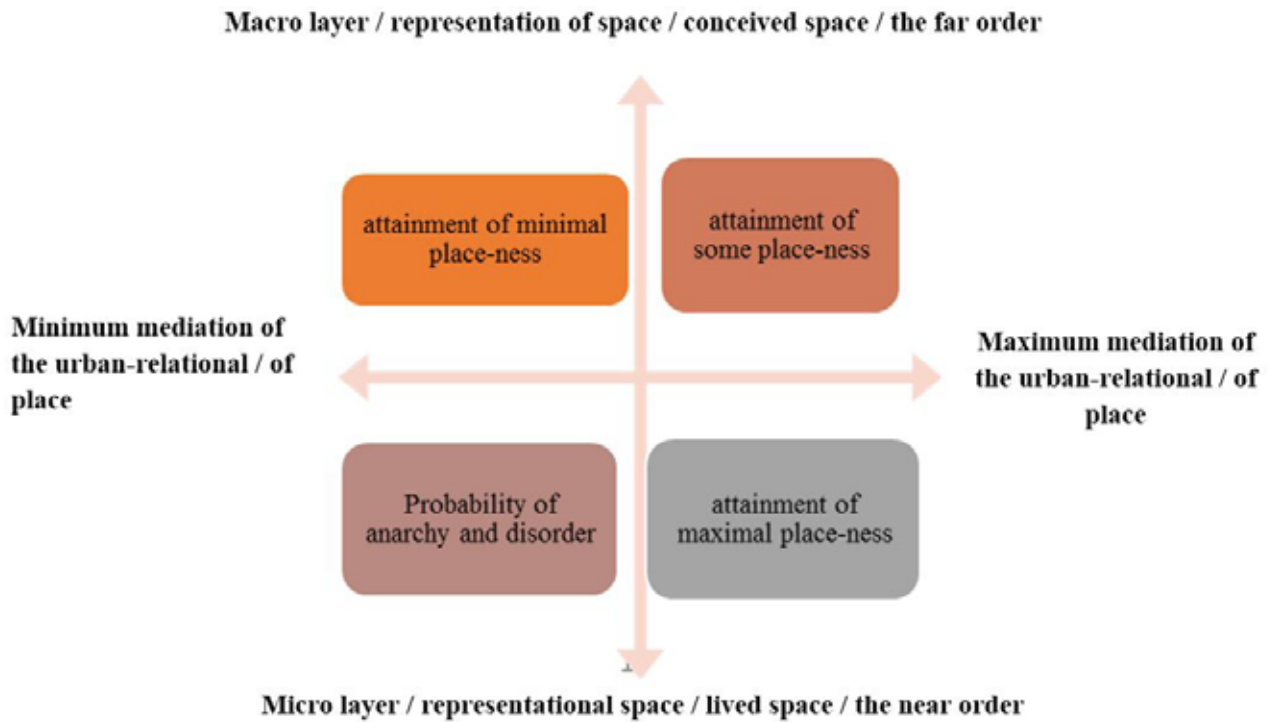 Macro layer / representation of space / conceived space / the far order
attainment of minimal
place-ness
attainment of
some place-ness
Minimum mediation of
the urban-relational / of
place
Maximum mediation of
the urban-relational / of
place
Probability of
anarchy and disorder
attainment of
maximal place-ness
Micro layer / representational space / lived space / the near order